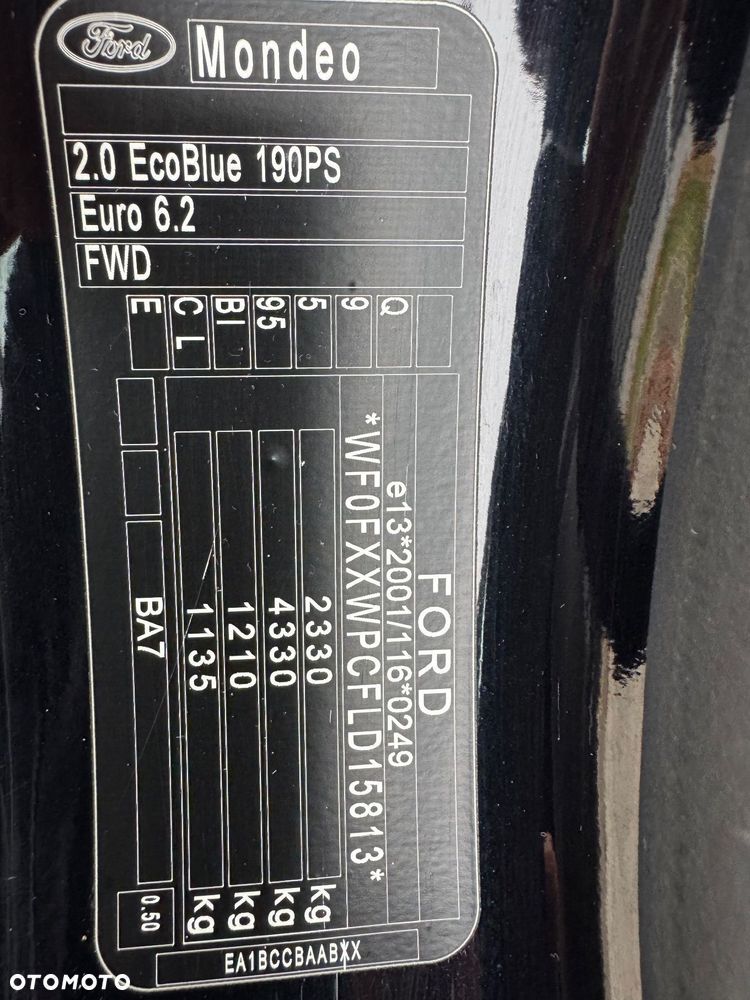 Ford
Mondeo
2.0 EcoBlue 190PS
Euro 6.2
FWD
Q
9
5
95
BI
C L
E
FORD
e13*2001/116*0249
*WF0FXXWPCFLD15813*
2330 kg
4330 kg
1210 kg
1135 kg
BA7
0.50
EA1BCCBAABXX
OTOMOTO